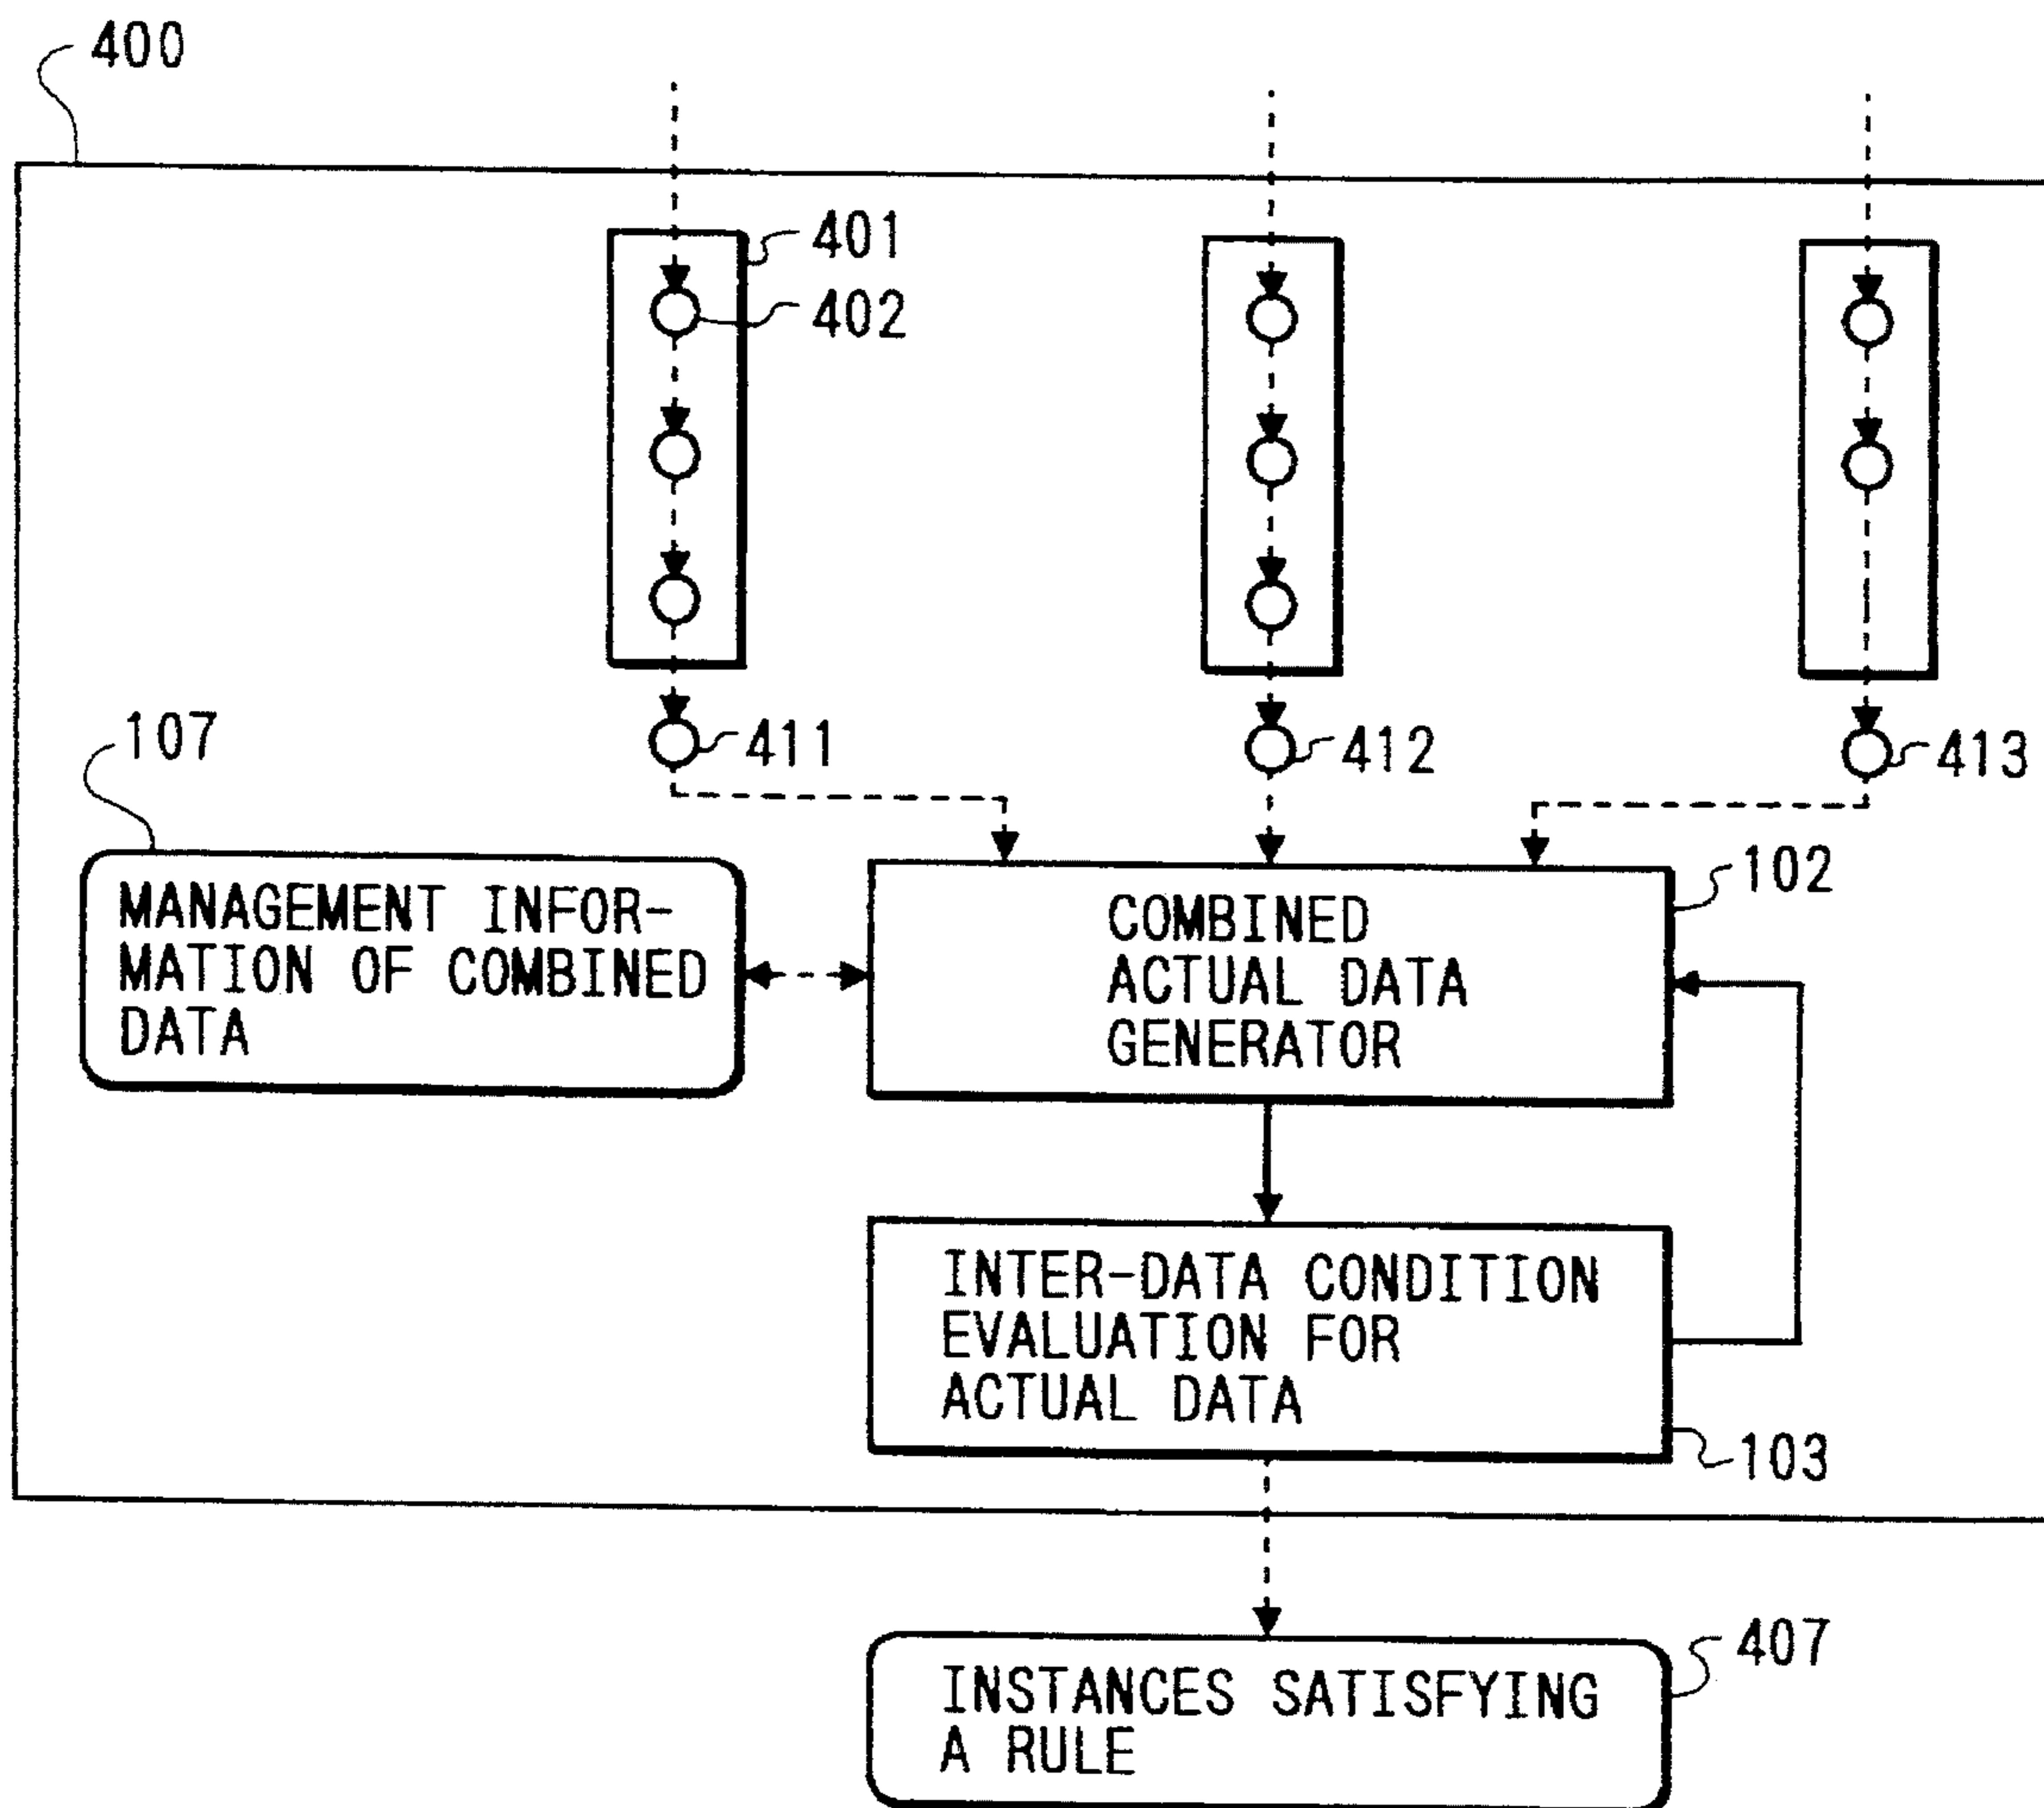 400
401
402
411
412
413
107
102
MANAGEMENT INFOR-
MATION OF COMBINED
DATA
COMBINED
ACTUAL DATA
GENERATOR
INTER-DATA CONDITION
EVALUATION FOR
ACTUAL DATA
103
407
INSTANCES SATISFYING
A RULE